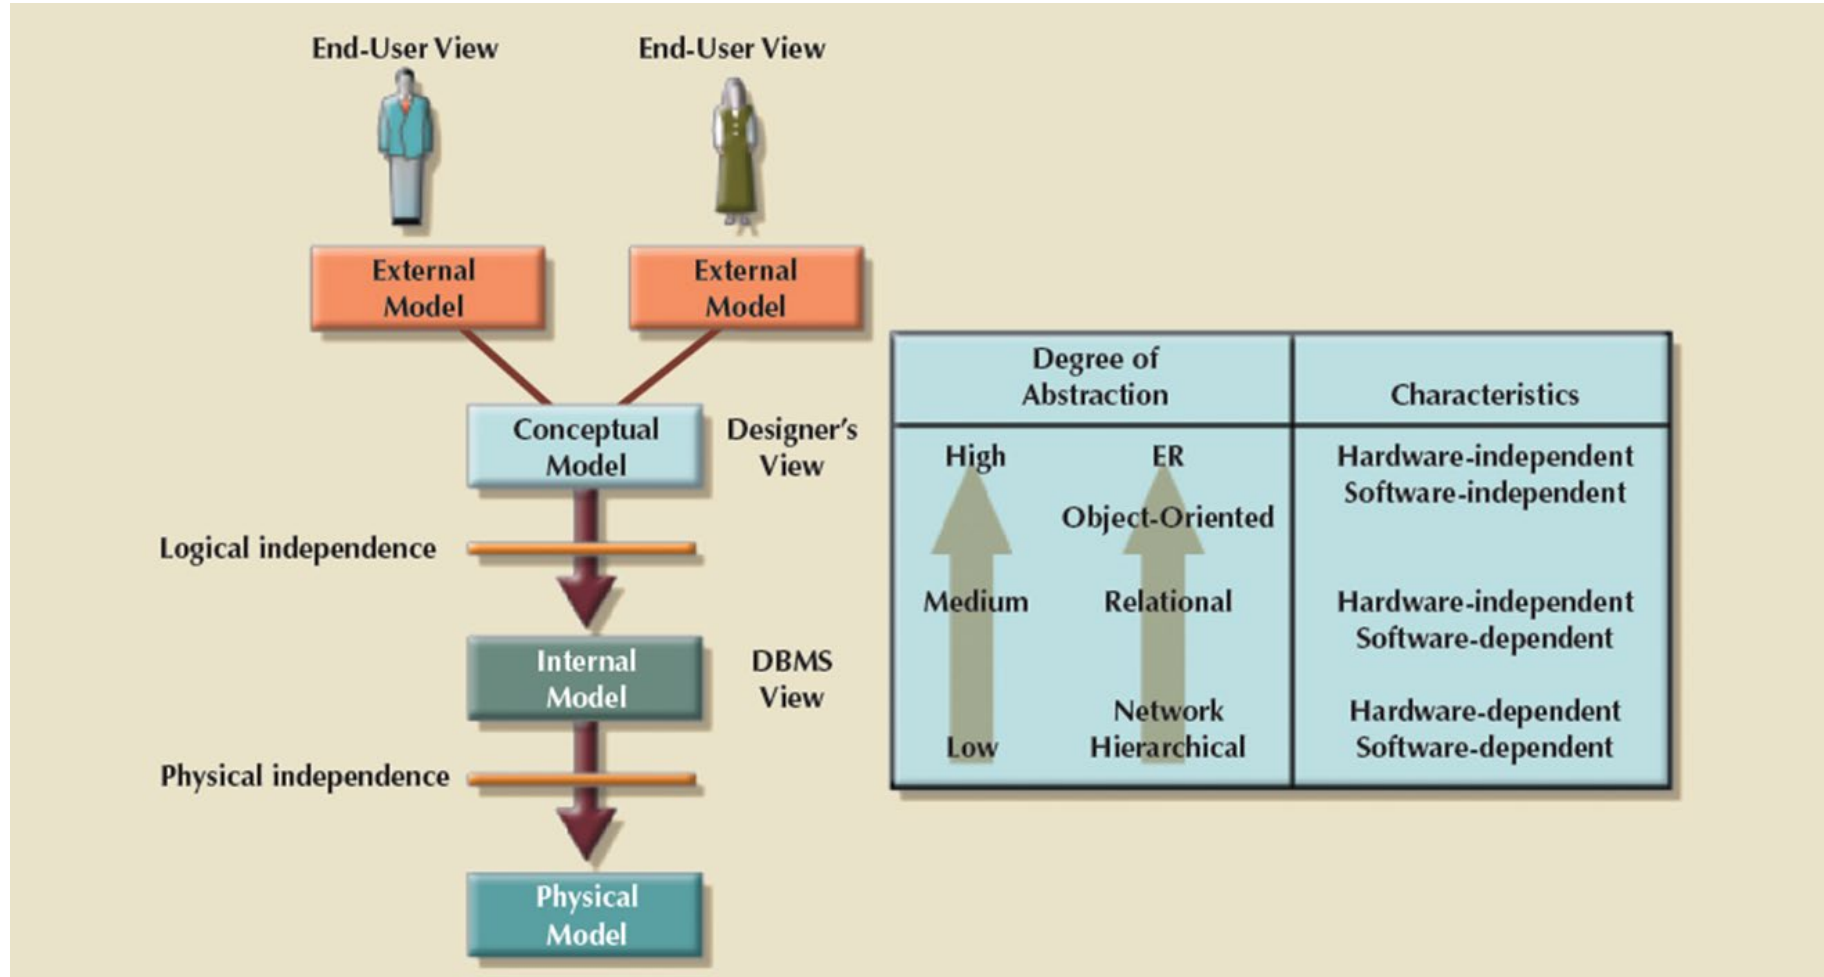 End-User View
End-User View
External
Model
External
Model
Conceptual
Model
Designer's
View
Logical independence
Internal
Model
DBMS
View
Physical independence
Physical
Model
Degree of
Abstraction
Characteristics
High
ER
Hardware-independent
Software-independent
Object-Oriented
Medium
Relational
Hardware-independent
Software-dependent
Network
Hardware-dependent
Low
Hierarchical
Software-dependent